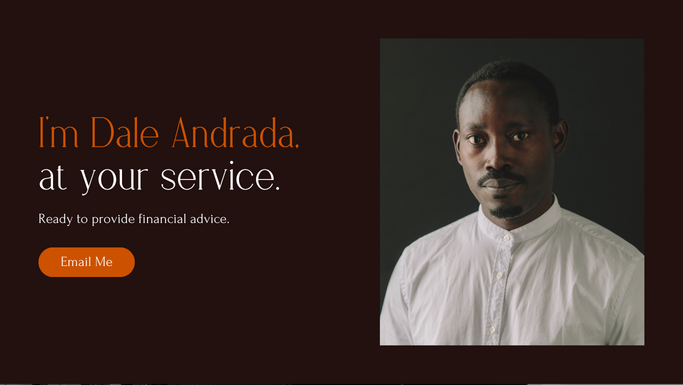 I'm Dale Andrada,
at your service.
Ready to provide financial advice.
Email Me